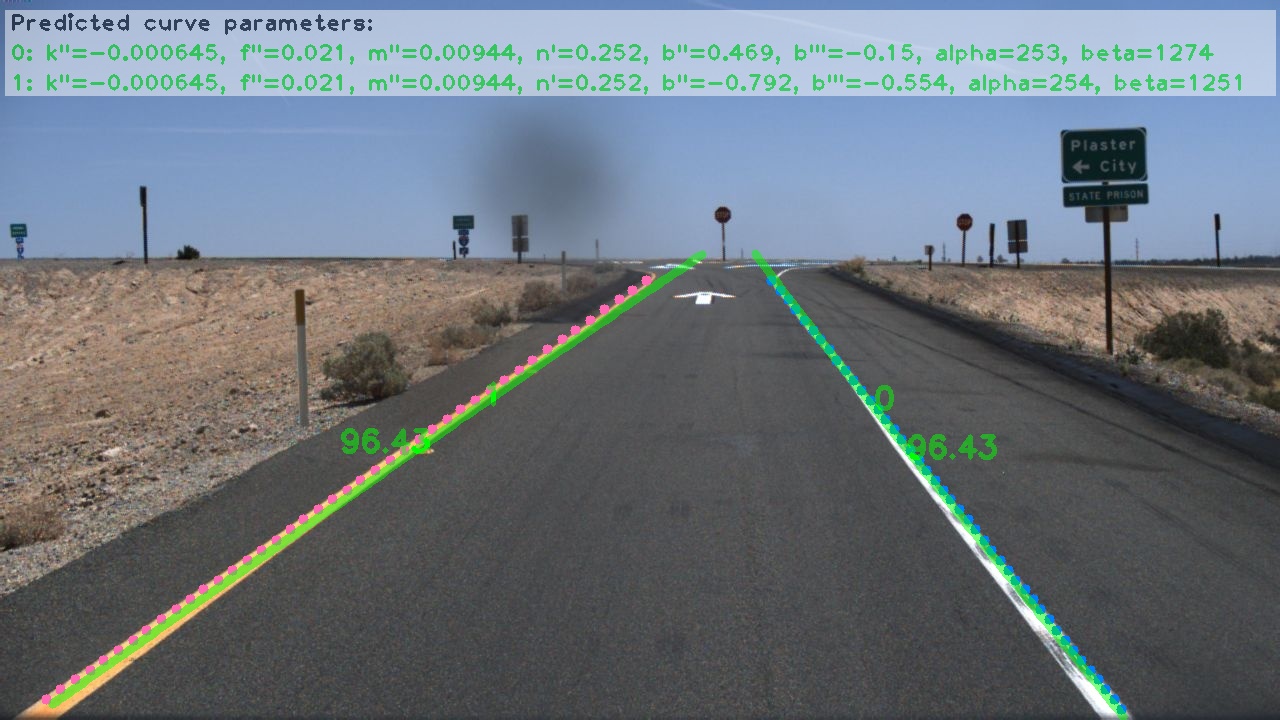 Predicted curve parameters:
0: k''=-0.000645, f''=0.021, m''=0.00944, n'=0.252, b''=0.469, b'''=-0.15, alpha=253, beta=1274
1: k''=-0.000645, f''=0.021, m''=0.00944, n'=0.252, b''=-0.792, b'''=-0.554, alpha=254, beta=1251
Plaster
← City
STATE PRISON
STOP
STOP
1
0
96.43
96.43